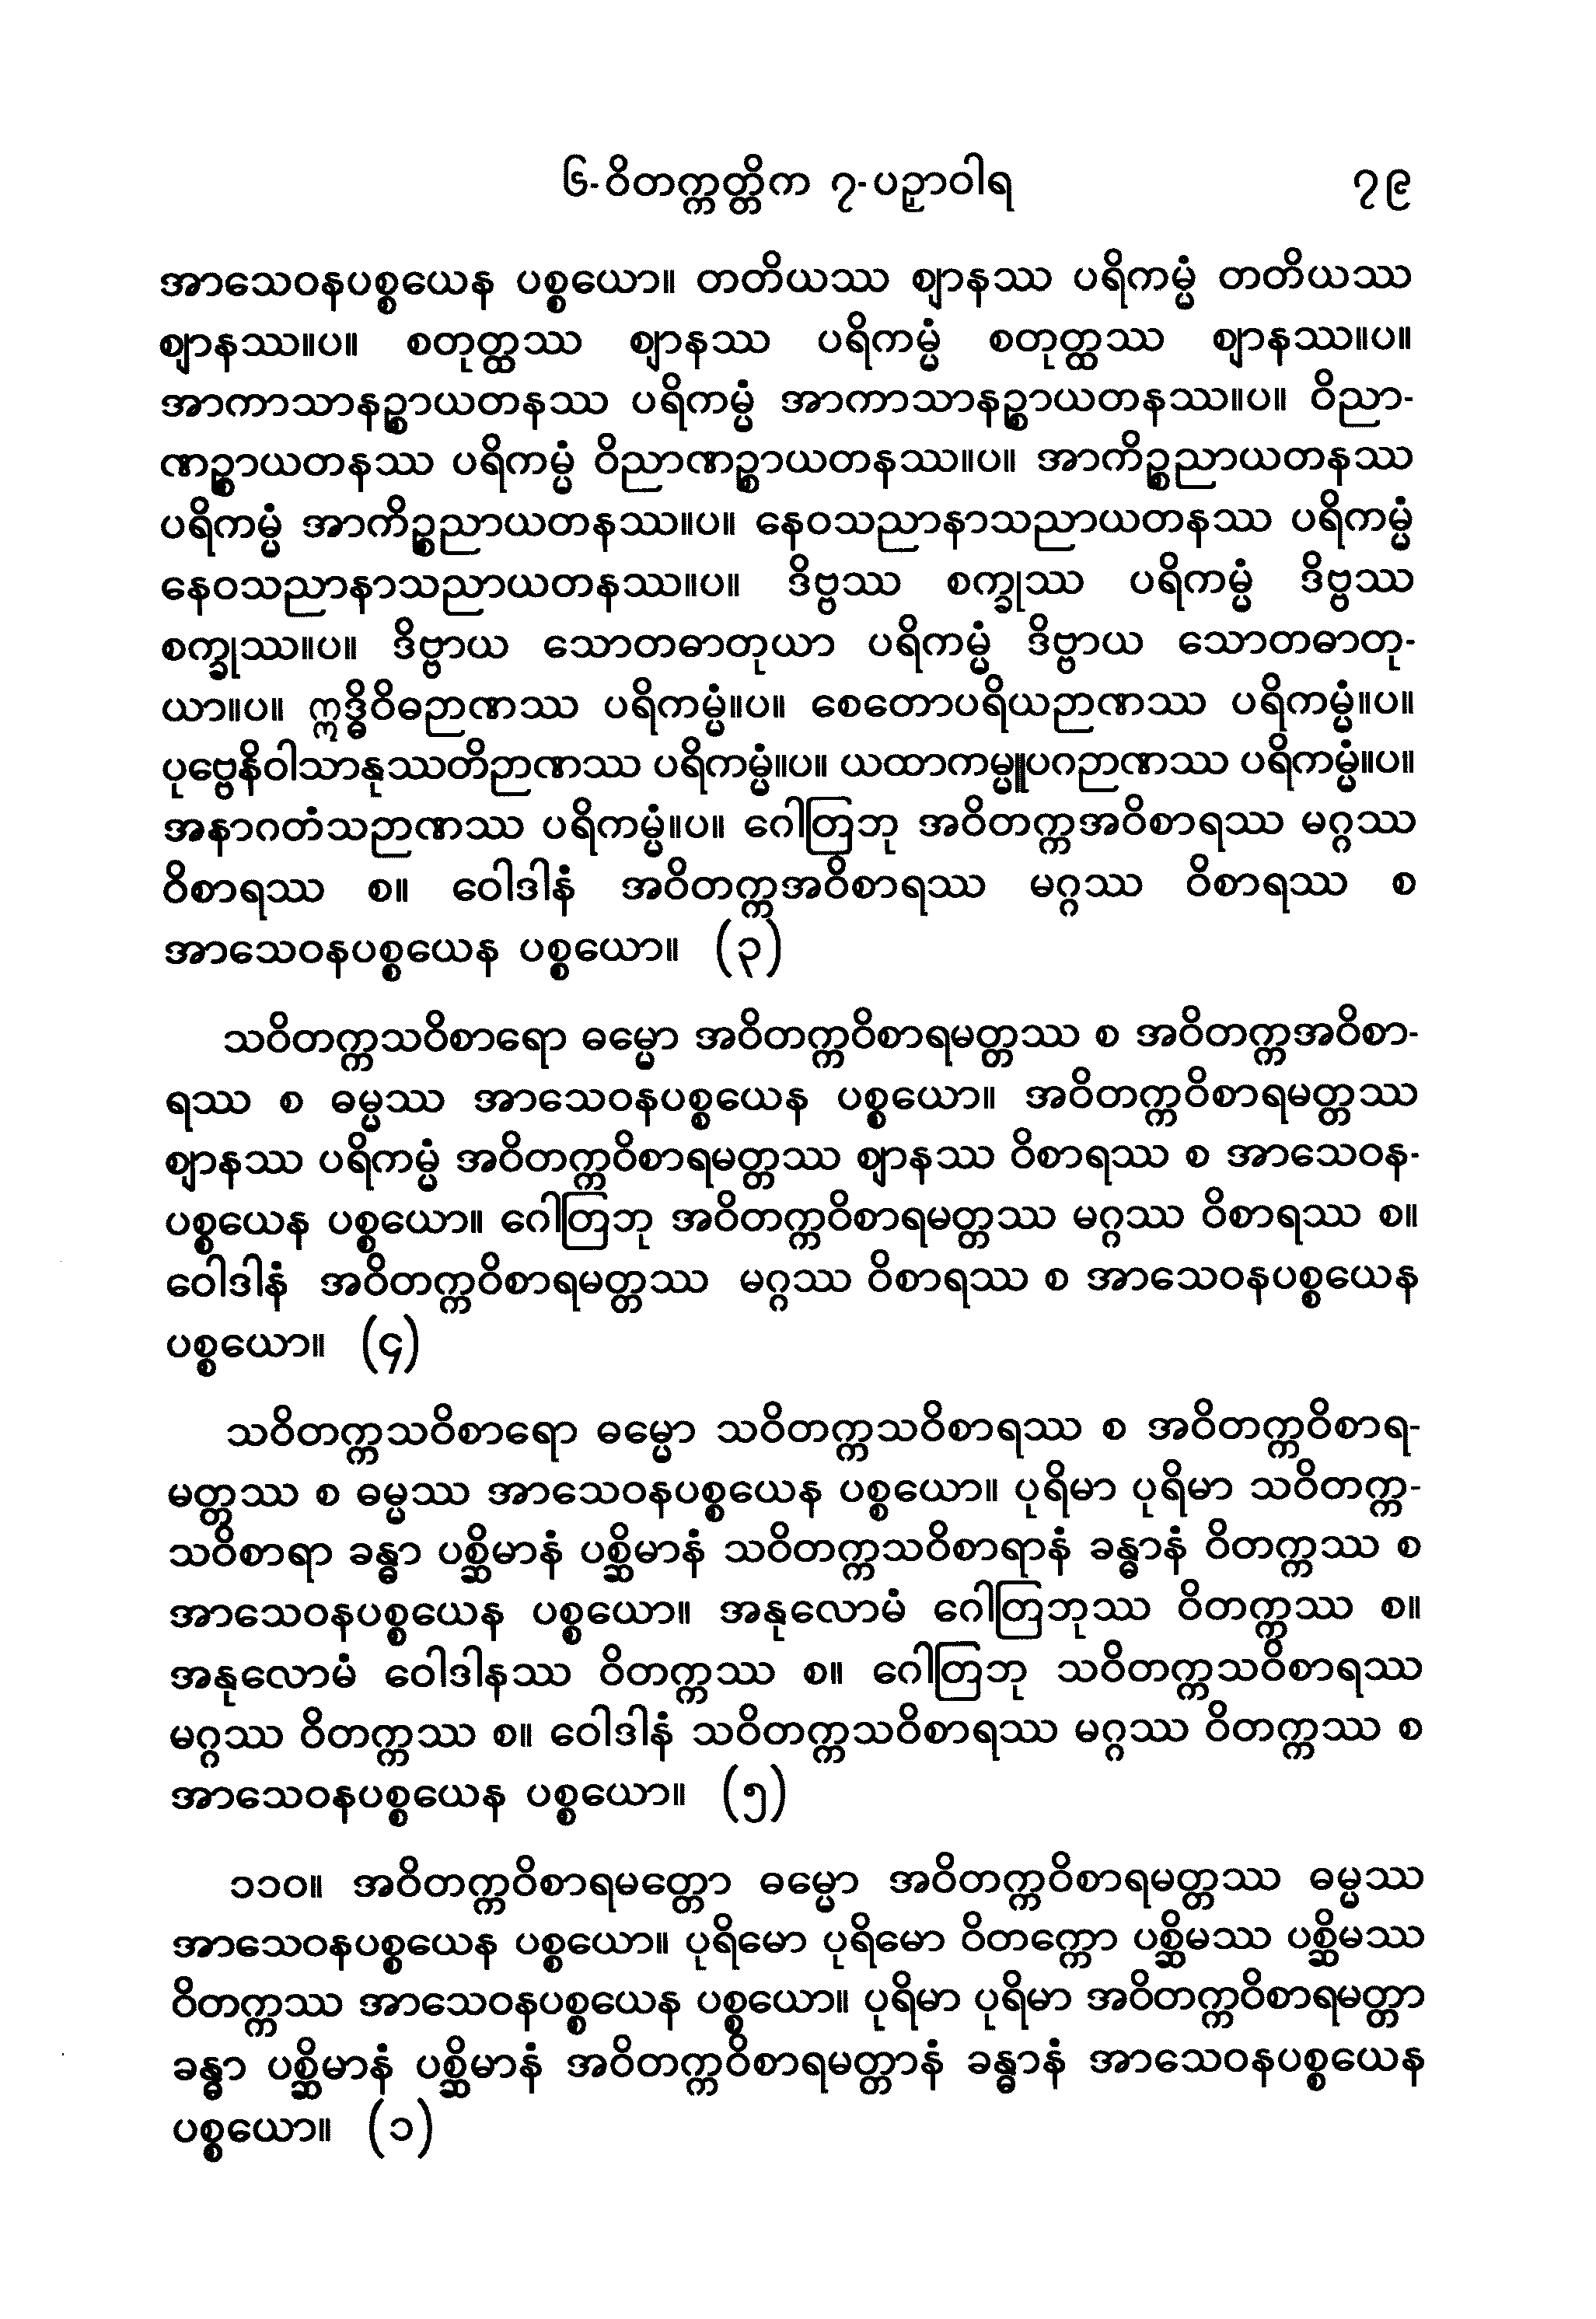 ၆-ဝိတက္ကတ္တိက ၇-ပဉှာဝါရ ၇၉
အာသေဝနပစ္စယေန ပစ္စယော။ တတိယဿ ဈာနဿ ပရိကမ္မံ တတိယဿ
ဈာနဿ။ပ။ စတုတ္ထဿ ဈာနဿ ပရိကမ္မံ စတုတ္ထဿ ဈာနဿ။ပ။
အာကာသာနဉ္စာယတနဿ ပရိကမ္မံ အာကာသာနဉ္စာယတနဿ။ပ။ ဝိညာ-
ဏဉ္စာယတနဿ ပရိကမ္မံ ဝိညာဏဉ္စာယတနဿ။ပ။ အာကိဉ္စညာယတနဿ
ပရိကမ္မံ အာကိဉ္စညာယတနဿ။ပ။ နေဝသညာနာသညာယတနဿ ပရိကမ္မံ
နေဝသညာနာသညာယတနဿ။ပ။ ဒိဗ္ဗဿ စက္ခုဿ ပရိကမ္မံ ဒိဗ္ဗဿ
စက္ခုဿ။ပ။ ဒိဗ္ဗာယ သောတဓာတုယာ ပရိကမ္မံ ဒိဗ္ဗာယ သောတဓာတု-
ယာ။ပ။ ဣဒ္ဓိဝိဓဉာဏဿ ပရိကမ္မံ။ပ။ စေတောပရိယဉာဏဿ ပရိကမ္မံ။ပ။
ပုဗ္ဗေနိဝါသာနုဿတိဉာဏဿ ပရိကမ္မံ။ပ။ ယထာကမ္မူပဂဉာဏဿ ပရိကမ္မံ။ပ။
အနာဂတံသဉာဏဿ ပရိကမ္မံ။ပ။ ဂေါတြဘု အဝိတက္ကအဝိစာရဿ မဂ္ဂဿ
ဝိစာရဿ စ။ ဝေါဒါနံ အဝိတက္ကအဝိစာရဿ မဂ္ဂဿ ဝိစာရဿ စ
အာသေဝနပစ္စယေန ပစ္စယော။ (၃)
သဝိတက္ကသဝိစာရော ဓမ္မော အဝိတက္ကဝိစာရမတ္တဿ စ အဝိတက္ကအဝိစာ-
ရဿ စ ဓမ္မဿ အာသေဝနပစ္စယေန ပစ္စယော။ အဝိတက္ကဝိစာရမတ္တဿ
ဈာနဿ ပရိကမ္မံ အဝိတက္ကဝိစာရမတ္တဿ ဈာနဿ ဝိစာရဿ စ အာသေဝန-
ပစ္စယေန ပစ္စယော။ ဂေါတြဘု အဝိတက္ကဝိစာရမတ္တဿ မဂ္ဂဿ ဝိစာရဿ စ။
ဝေါဒါနံ အဝိတက္ကဝိစာရမတ္တဿ မဂ္ဂဿ ဝိစာရဿ စ အာသေဝနပစ္စယေန
ပစ္စယော။ (၄)
သဝိတက္ကသဝိစာရော ဓမ္မော သဝိတက္ကသဝိစာရဿ စ အဝိတက္ကဝိစာရ-
မတ္တဿ စ ဓမ္မဿ အာသေဝနပစ္စယေန ပစ္စယော။ ပုရိမာ ပုရိမာ သဝိတက္က-
သဝိစာရာ ခန္ဓာ ပစ္ဆိမာနံ ပစ္ဆိမာနံ သဝိတက္ကသဝိစာရာနံ ခန္ဓာနံ ဝိတက္ကဿ စ
အာသေဝနပစ္စယေန ပစ္စယော။ အနုလောမံ ဂေါတြဘုဿ ဝိတက္ကဿ စ။
အနုလောမံ ဝေါဒါနဿ ဝိတက္ကဿ စ။ ဂေါတြဘု သဝိတက္ကသဝိစာရဿ
မဂ္ဂဿ ဝိတက္ကဿ စ။ ဝေါဒါနံ သဝိတက္ကသဝိစာရဿ မဂ္ဂဿ ဝိတက္ကဿ စ
အာသေဝနပစ္စယေန ပစ္စယော။ (၅)
၁၁၀။ အဝိတက္ကဝိစာရမတ္တော ဓမ္မော အဝိတက္ကဝိစာရမတ္တဿ ဓမ္မဿ
အာသေဝနပစ္စယေန ပစ္စယော။ ပုရိမော ပုရိမော ဝိတက္ကော ပစ္ဆိမဿ ပစ္ဆိမဿ
ဝိတက္ကဿ အာသေဝနပစ္စယေန ပစ္စယော။ ပုရိမာ ပုရိမာ အဝိတက္ကဝိစာရမတ္တာ
ခန္ဓာ ပစ္ဆိမာနံ ပစ္ဆိမာနံ အဝိတက္ကဝိစာရမတ္တာနံ ခန္ဓာနံ အာသေဝနပစ္စယေန
ပစ္စယော။ (၁)